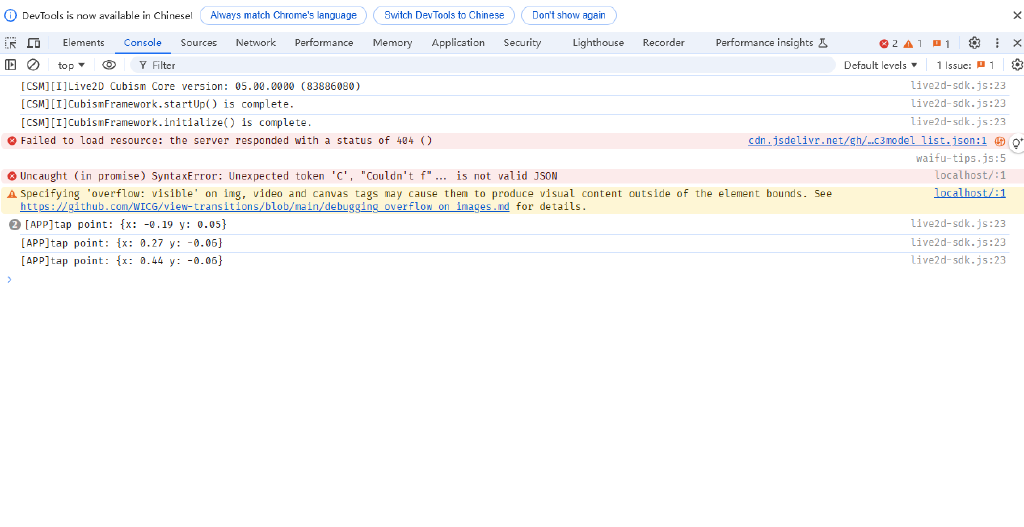 DevTools is now available in Chinese! Always match Chrome's language Switch DevTools to Chinese Don't show again
Elements Console Sources Network Performance Memory Application Security Lighthouse Recorder Performance insights 2 1 1
top Filter Default levels 1 Issue: 1
[CSM][I]Live2D Cubism Core version: 05.00.0000 (83886080) live2d-sdk.js:23
[CSM][I]CubismFramework.startUp() is complete. live2d-sdk.js:23
[CSM][I]CubismFramework.initialize() is complete. live2d-sdk.js:23
Failed to load resource: the server responded with a status of 404 () cdn.jsdelivr.net/gh/…c3model_list.json:1
waifu-tips.js:5
Uncaught (in promise) SyntaxError: Unexpected token 'C', "Couldn't f"... is not valid JSON localhost/:1
Specifying 'overflow: visible' on img, video and canvas tags may cause them to produce visual content outside of the element bounds. See localhost/:1
https://github.com/WICG/view-transitions/blob/main/debugging_overflow_on_images.md for details.
2 [APP]tap point: {x: -0.19 y: 0.05} live2d-sdk.js:23
[APP]tap point: {x: 0.27 y: -0.06} live2d-sdk.js:23
[APP]tap point: {x: 0.44 y: -0.06} live2d-sdk.js:23